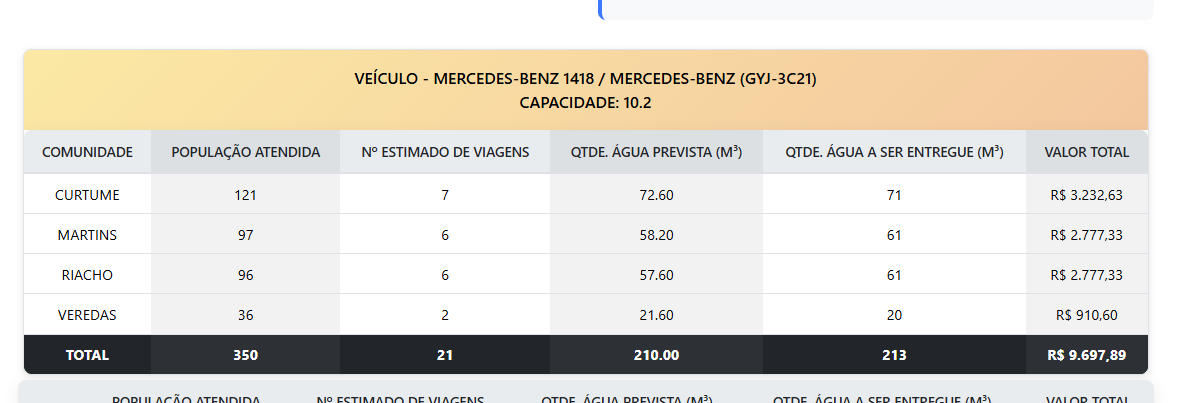 VEÍCULO - MERCEDES-BENZ 1418 / MERCEDES-BENZ (GYJ-3C21)
CAPACIDADE: 10.2
COMUNIDADE POPULAÇÃO ATENDIDA Nº ESTIMADO DE VIAGENS QTDE. ÁGUA PREVISTA (M³) QTDE. ÁGUA A SER ENTREGUE (M³) VALOR TOTAL
CURTUME 121 7 72.60 71 R$ 3.232,63
MARTINS 97 6 58.20 61 R$ 2.777,33
RIACHO 96 6 57.60 61 R$ 2.777,33
VEREDAS 36 2 21.60 20 R$ 910,60
TOTAL 350 21 210.00 213 R$ 9.697,89
POPULAÇÃO ATENDIDA Nº ESTIMADO DE VIAGENS QTDE. ÁGUA PREVISTA (M³) QTDE. ÁGUA A SER ENTREGUE (M³) VALOR TOTAL